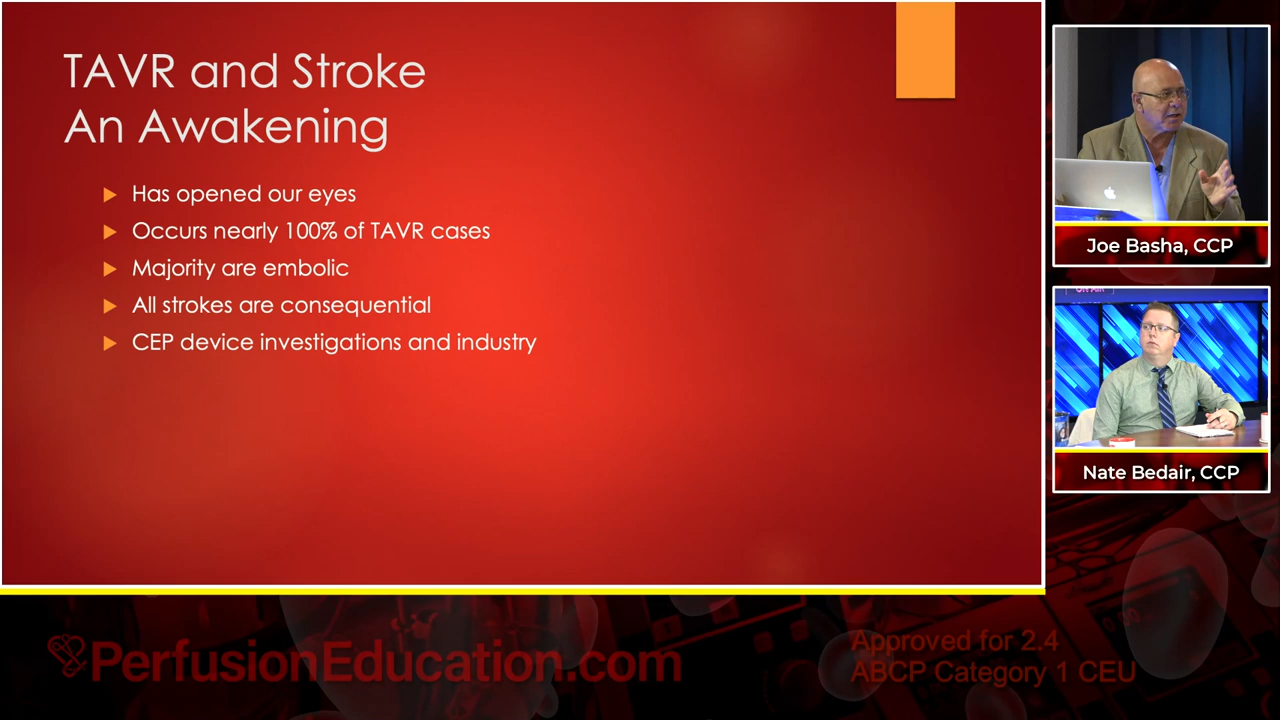 TAVR and Stroke
An Awakening
Has opened our eyes
Occurs nearly 100% of TAVR cases
Majority are embolic
All strokes are consequential
CEP device investigations and industry
Joe Basha, CCP
ON AIR
Nate Bedair, CCP
PerfusionEducation.com
Approved for 2.4
ABCP Category 1 CEU